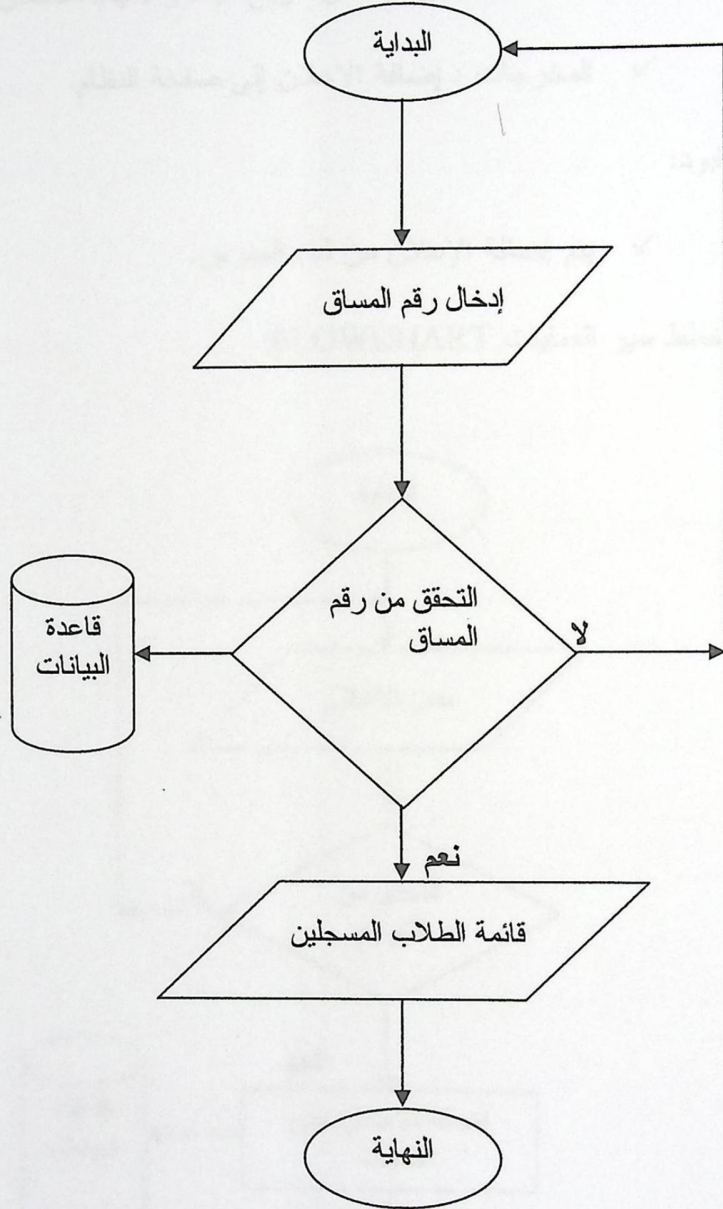 البداية
إدخال رقم المساق
التحقق من رقم
المساق
لا
قاعدة
البيانات
نعم
قائمة الطلاب المسجلين
النهاية